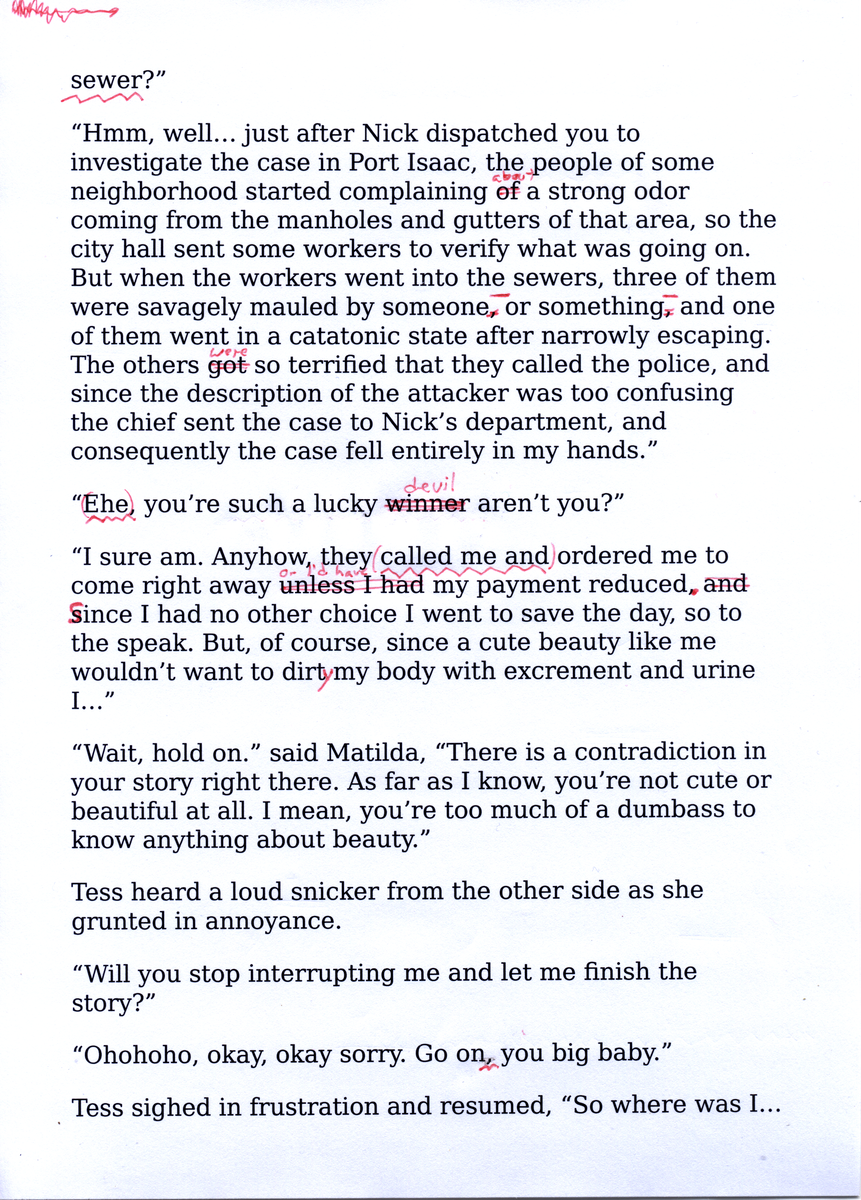 sewer?”
“Hmm, well… just after Nick dispatched you to
investigate the case in Port Isaac, the people of some
about
neighborhood started complaining of a strong odor
coming from the manholes and gutters of that area, so the
city hall sent some workers to verify what was going on.
But when the workers went into the sewers, three of them
were savagely mauled by someone, or something, and one
of them went in a catatonic state after narrowly escaping.
were
The others got so terrified that they called the police, and
since the description of the attacker was too confusing
the chief sent the case to Nick’s department, and
consequently the case fell entirely in my hands.”
devil
“(Ehe), you’re such a lucky winner aren’t you?”
“I sure am. Anyhow, they (called me and) ordered me to
or I'd have
come right away unless I had my payment reduced, and
Since I had no other choice I went to save the day, so to
the speak. But, of course, since a cute beauty like me
wouldn’t want to dirty my body with excrement and urine
I…”
“Wait, hold on.” said Matilda, “There is a contradiction in
your story right there. As far as I know, you’re not cute or
beautiful at all. I mean, you’re too much of a dumbass to
know anything about beauty.”
Tess heard a loud snicker from the other side as she
grunted in annoyance.
“Will you stop interrupting me and let me finish the
story?”
“Ohohoho, okay, okay sorry. Go on, you big baby.”
Tess sighed in frustration and resumed, “So where was I…